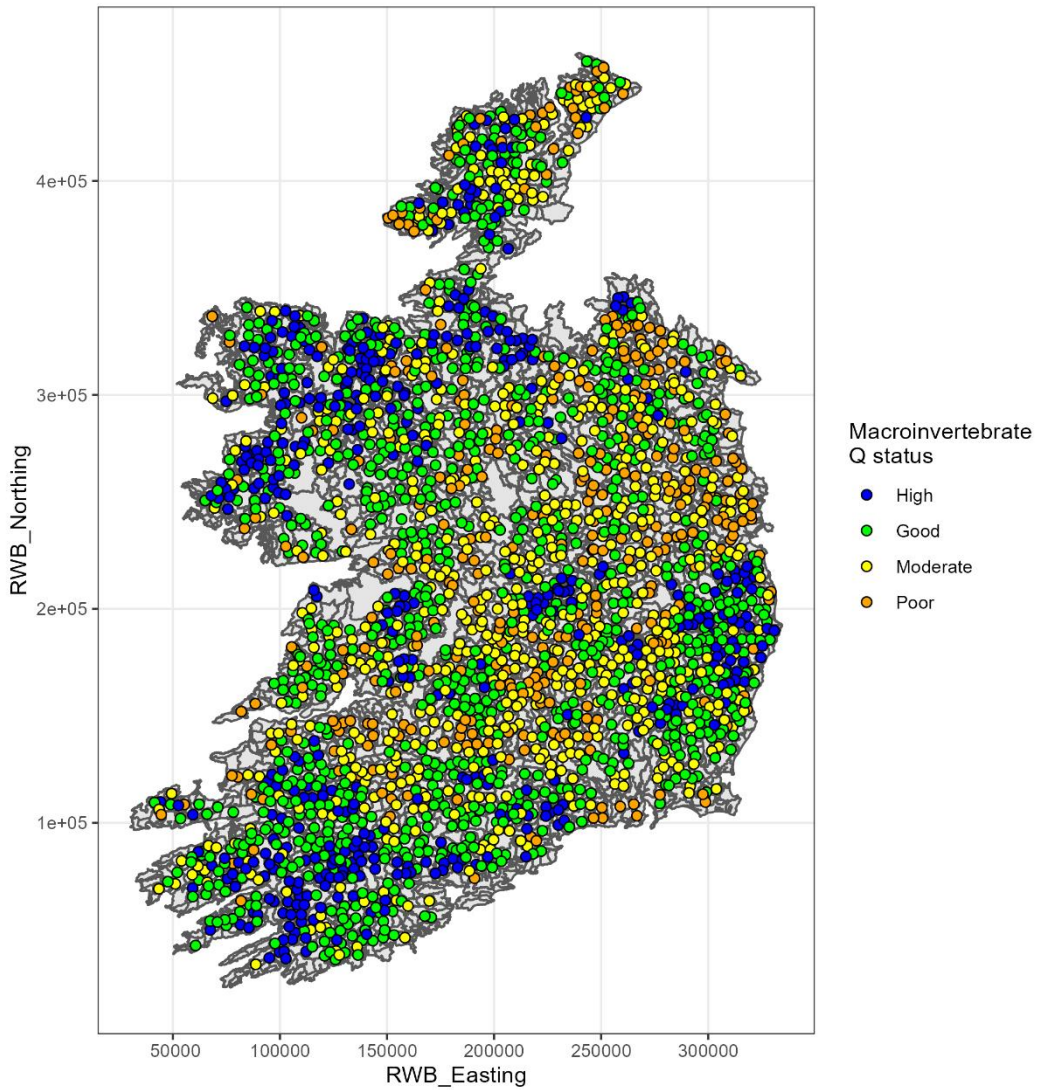 4e+05
3e+05
2e+05
1e+05
RWB_Northing
50000 100000 150000 200000 250000 300000
RWB_Easting
Macroinvertebrate
Q status
High
Good
Moderate
Poor